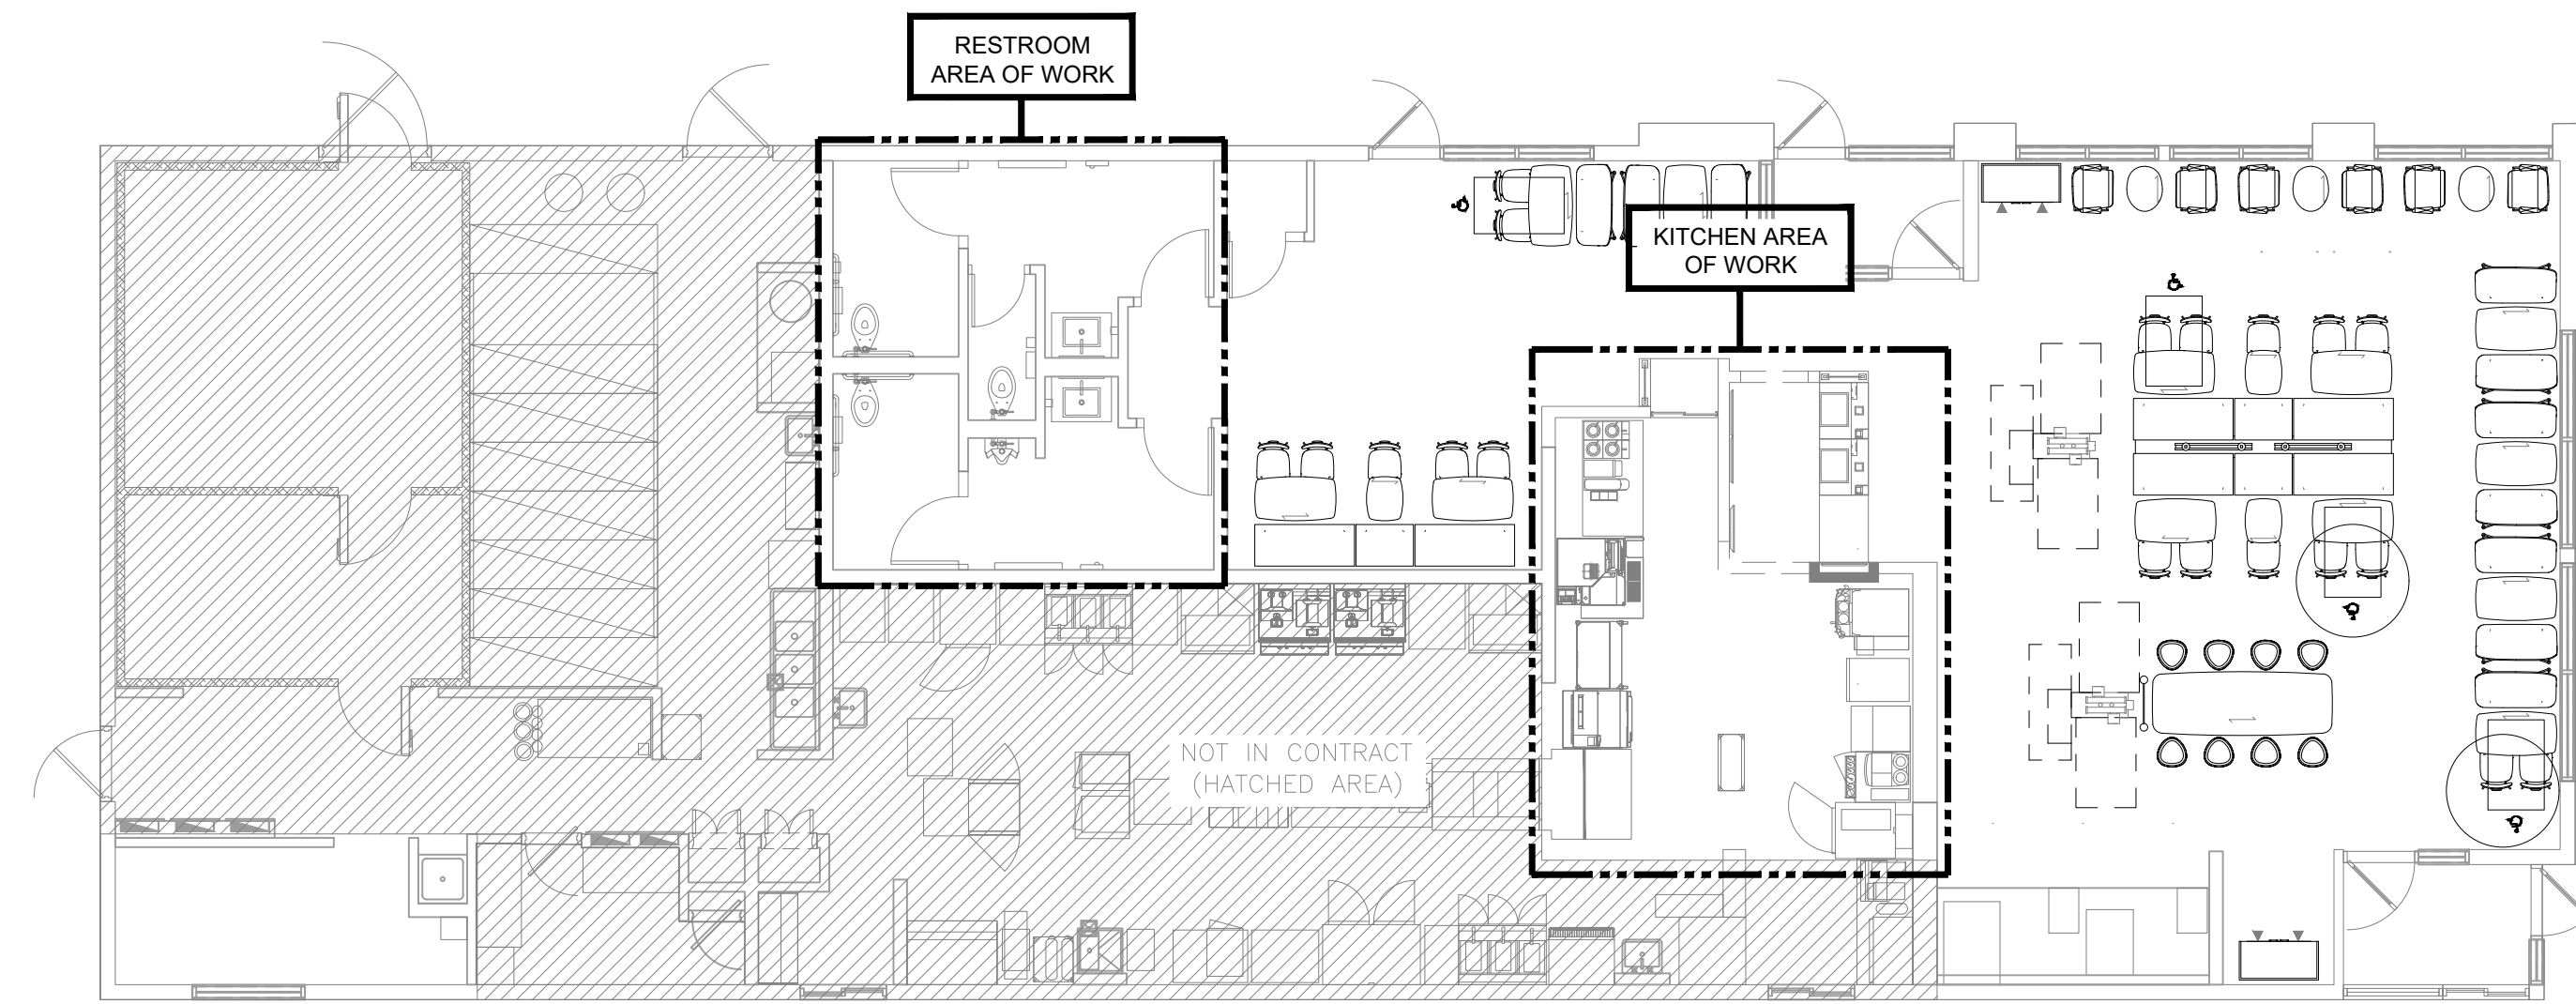 RESTROOM
AREA OF WORK
KITCHEN AREA
OF WORK
NOT IN CONTRACT
(HATCHED AREA)